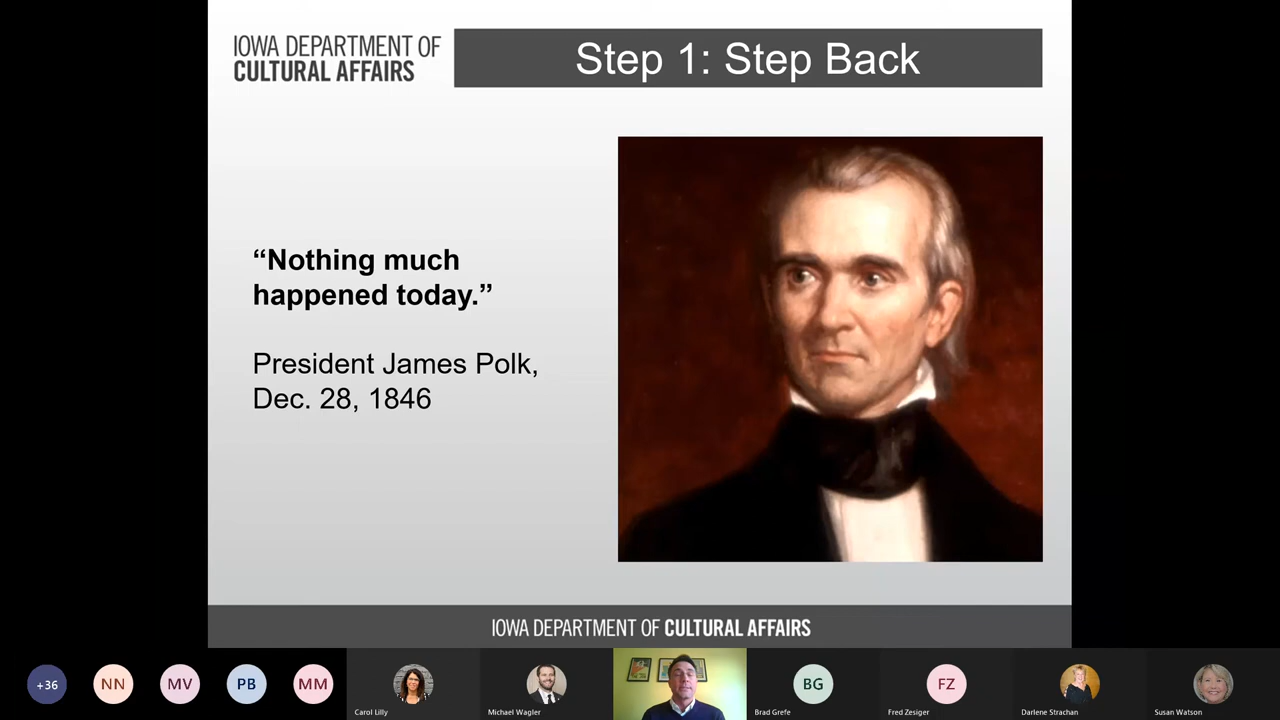 IOWA DEPARTMENT OF
CULTURAL AFFAIRS
Step 1: Step Back
“Nothing much
happened today.”
President James Polk,
Dec. 28, 1846
IOWA DEPARTMENT OF CULTURAL AFFAIRS
+36
NN
MV
PB
MM
Carol Lilly
Michael Wagler
BG
Brad Grefe
FZ
Fred Zesiger
Darlene Strachan
Susan Watson